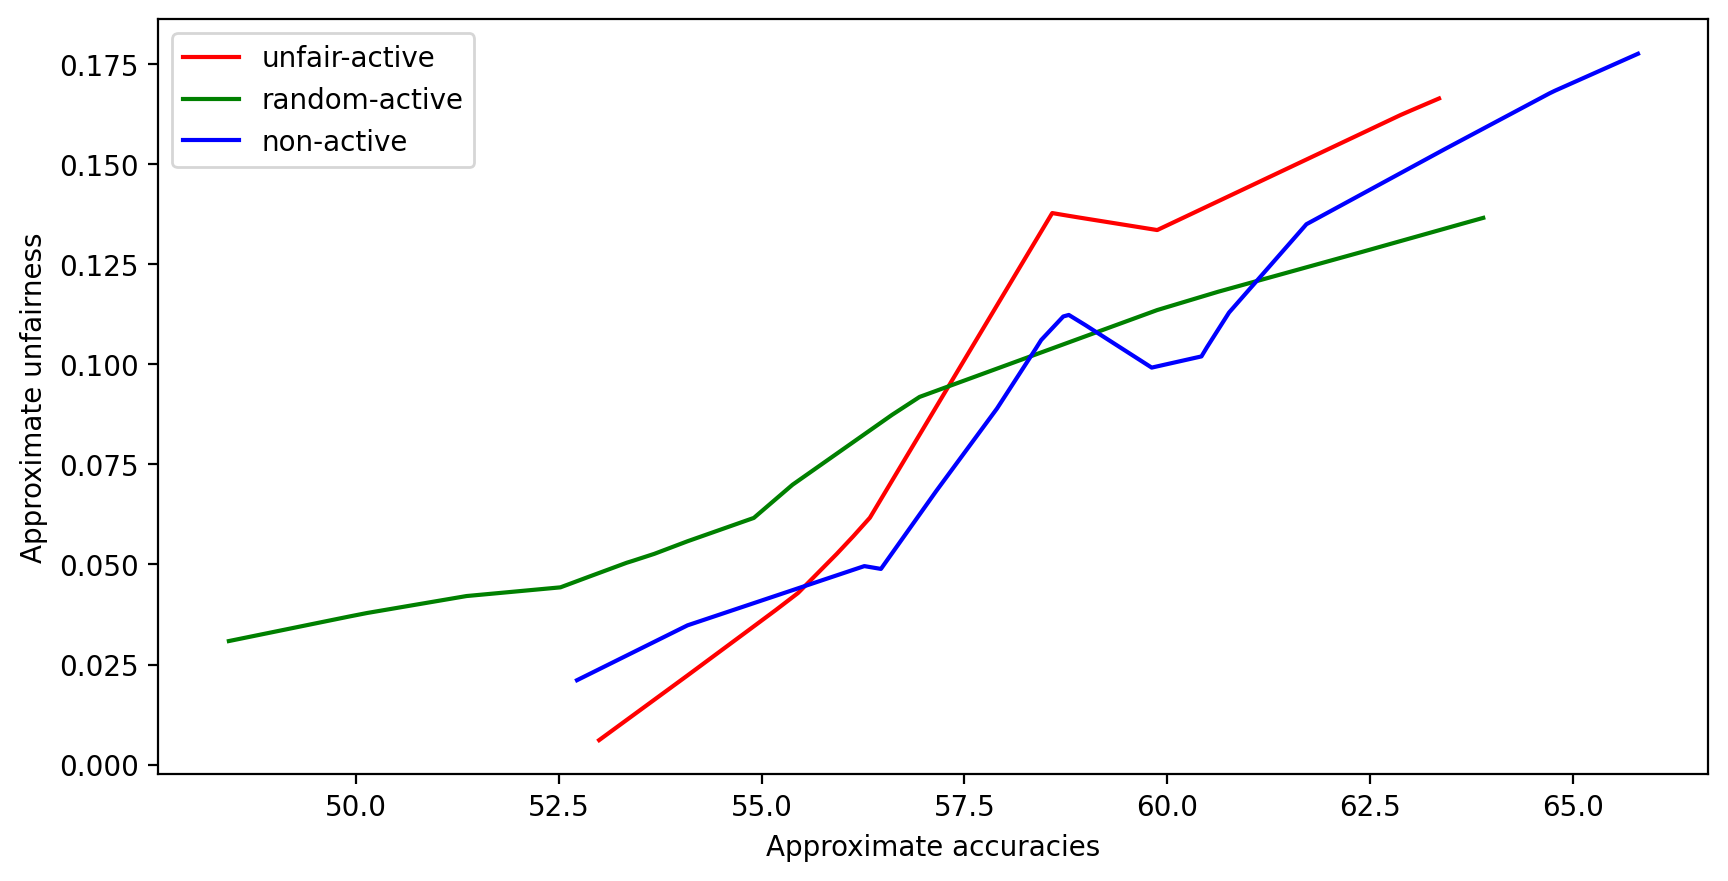 unfair-active
random-active
non-active
0.175
0.150
0.125
0.100
0.075
0.050
0.025
0.000
Approximate unfairness
50.0 52.5 55.0 57.5 60.0 62.5 65.0
Approximate accuracies